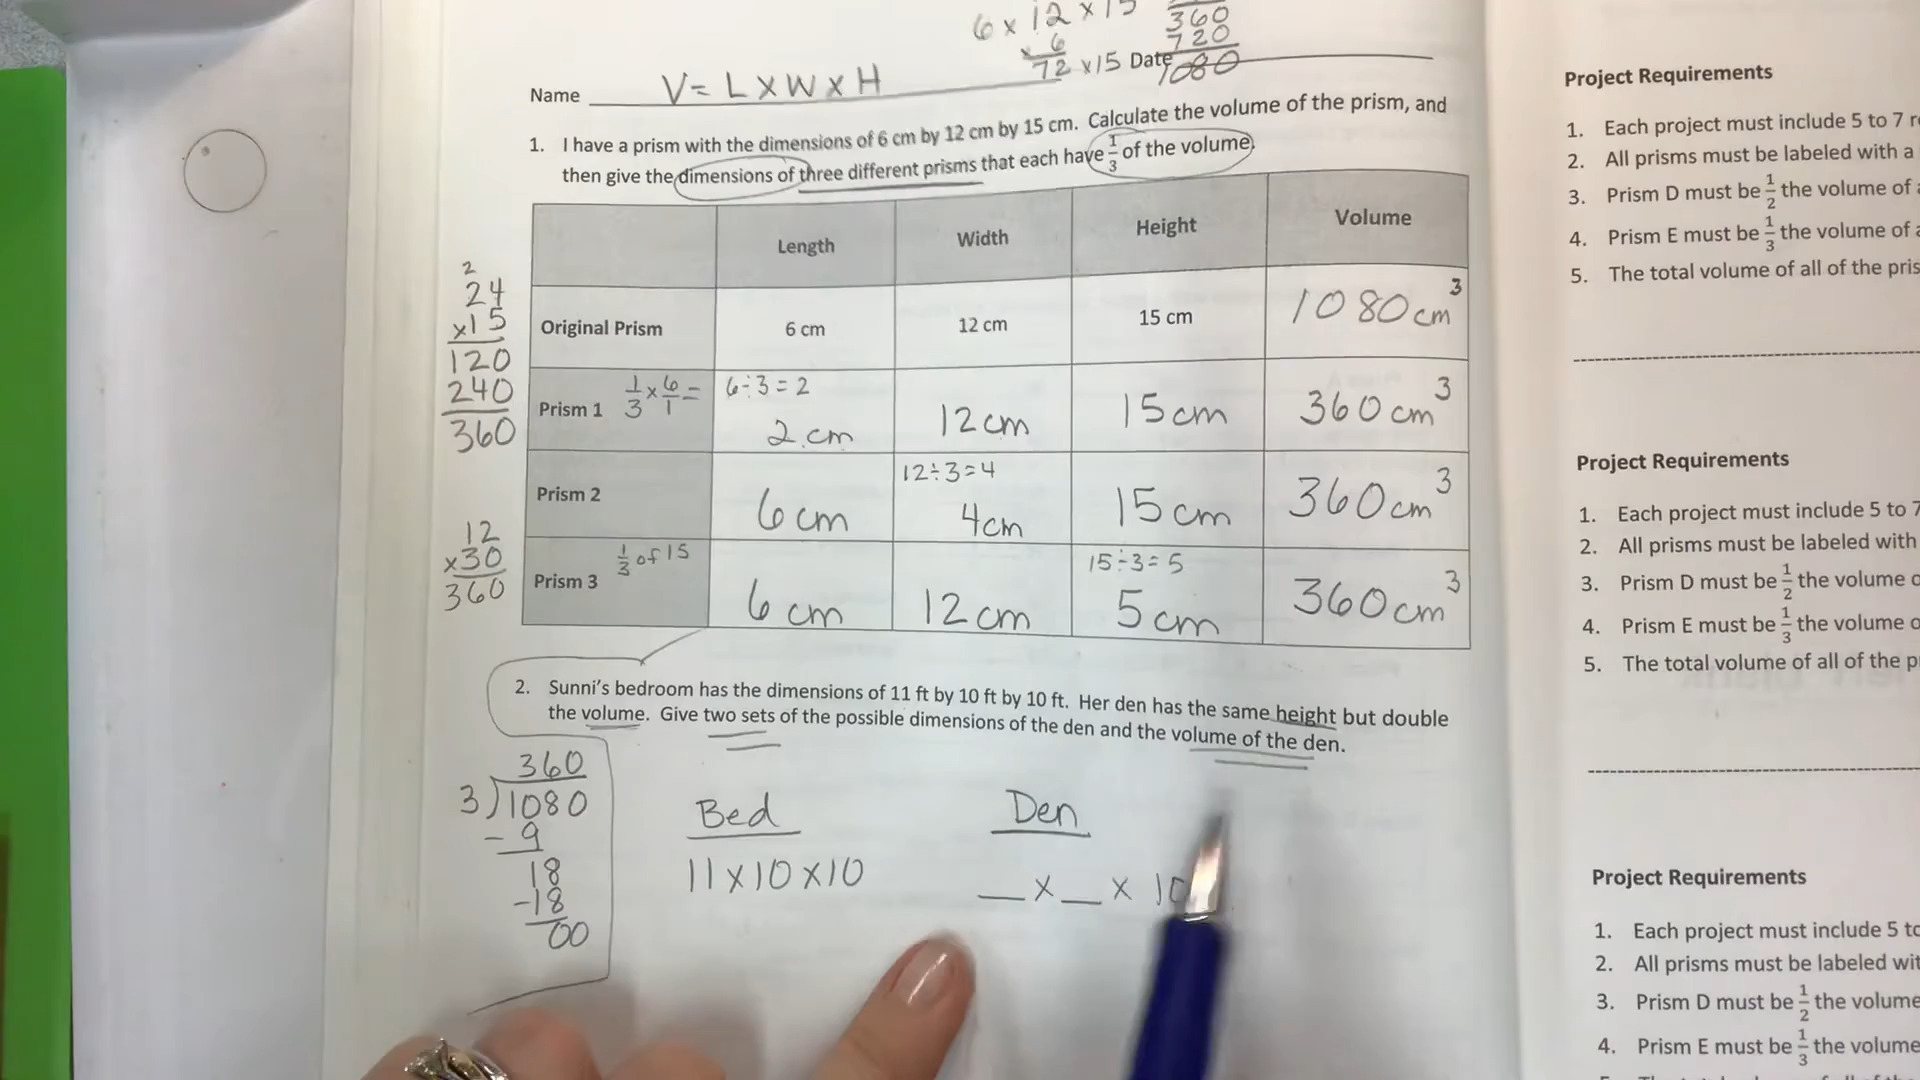 6 x 12 x 15
x 6
72 x 15
360
720
1080
Name V = L x W x H
Date
1. I have a prism with the dimensions of 6 cm by 12 cm by 15 cm. Calculate the volume of the prism, and
then give the dimensions of three different prisms that each have 1/3 of the volume.
Length Width Height Volume
Original Prism 6 cm 12 cm 15 cm 1080 cm³
Prism 1 1/3 x 6/1 = 6÷3=2 2 cm 12 cm 15 cm 360 cm³
Prism 2 6 cm 12÷3=4 4 cm 15 cm 360 cm³
Prism 3 1/3 of 15 6 cm 12 cm 15÷3=5 5 cm 360 cm³
2
24
x15
120
240
360
12
x30
360
2. Sunni's bedroom has the dimensions of 11 ft by 10 ft by 10 ft. Her den has the same height but double
the volume. Give two sets of the possible dimensions of the den and the volume of the den.
360
3)1080
-9
18
-18
00
Bed
11x10x10
Den
__ x __ x 10
Project Requirements
1. Each project must include 5 to 7
2. All prisms must be labeled with a
3. Prism D must be 1/2 the volume of
4. Prism E must be 1/3 the volume of
5. The total volume of all of the
Project Requirements
1. Each project must include 5 to 7
2. All prisms must be labeled with
3. Prism D must be 1/2 the volume
4. Prism E must be 1/3 the volume
5. The total volume of all of the
Project Requirements
1. Each project must include 5 to
2. All prisms must be labeled
3. Prism D must be 1/2 the volume
4. Prism E must be 1/3 the volume